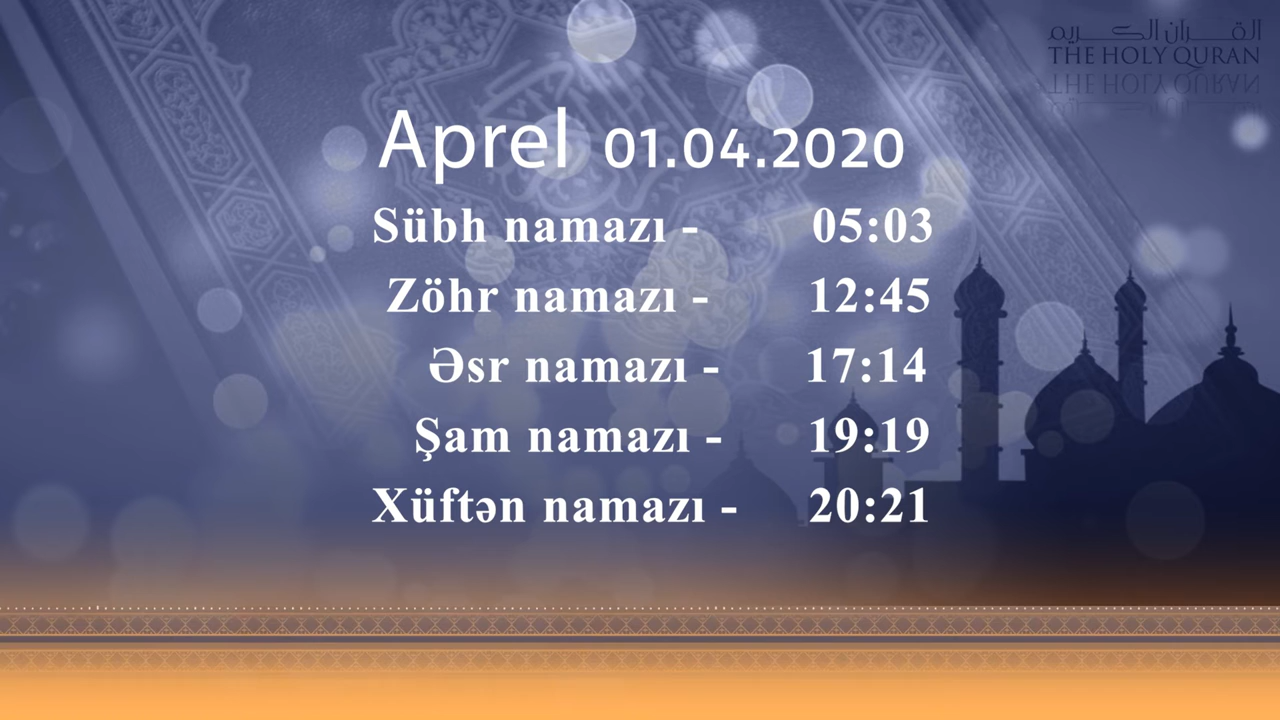 القرآن الكريم
THE HOLY QURAN
Aprel 01.04.2020
Sübh namazı - 05:03
Zöhr namazı - 12:45
Əsr namazı - 17:14
Şam namazı - 19:19
Xüftən namazı - 20:21